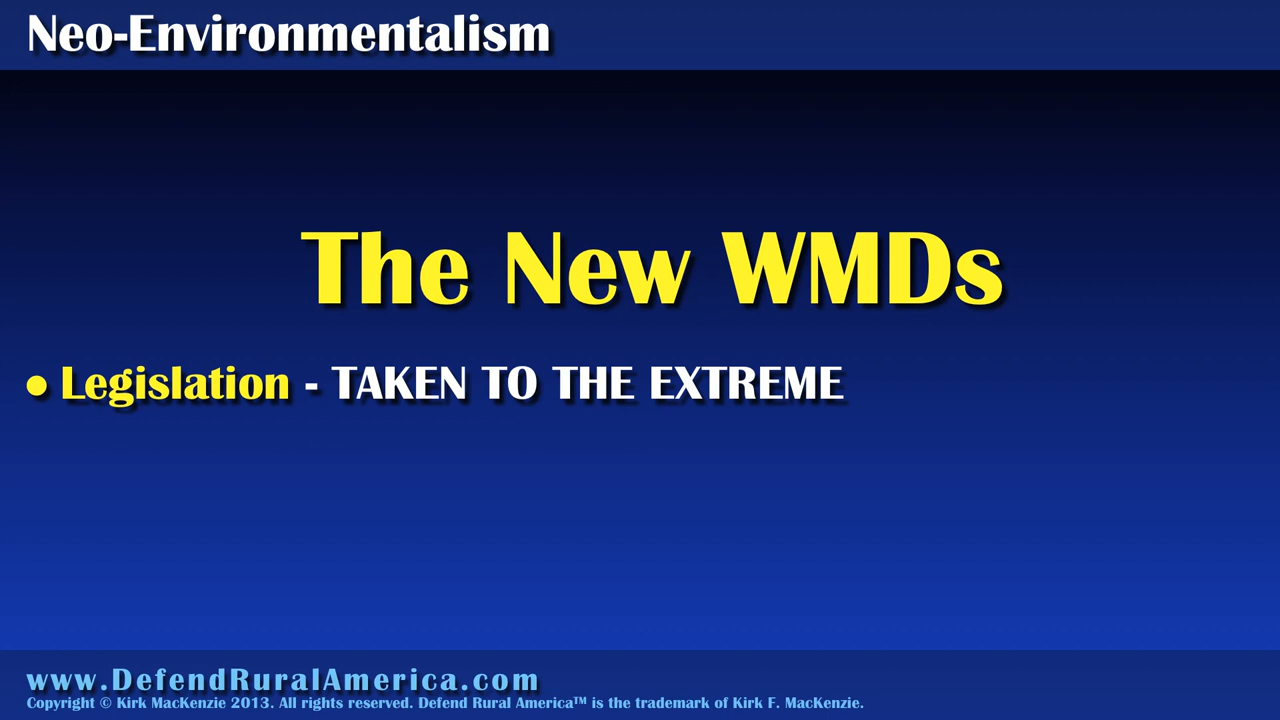 Neo-Environmentalism
The New WMDs
• Legislation - TAKEN TO THE EXTREME
www.DefendRuralAmerica.com
Copyright © Kirk MacKenzie 2013. All rights reserved. Defend Rural America™ is the trademark of Kirk F. MacKenzie.